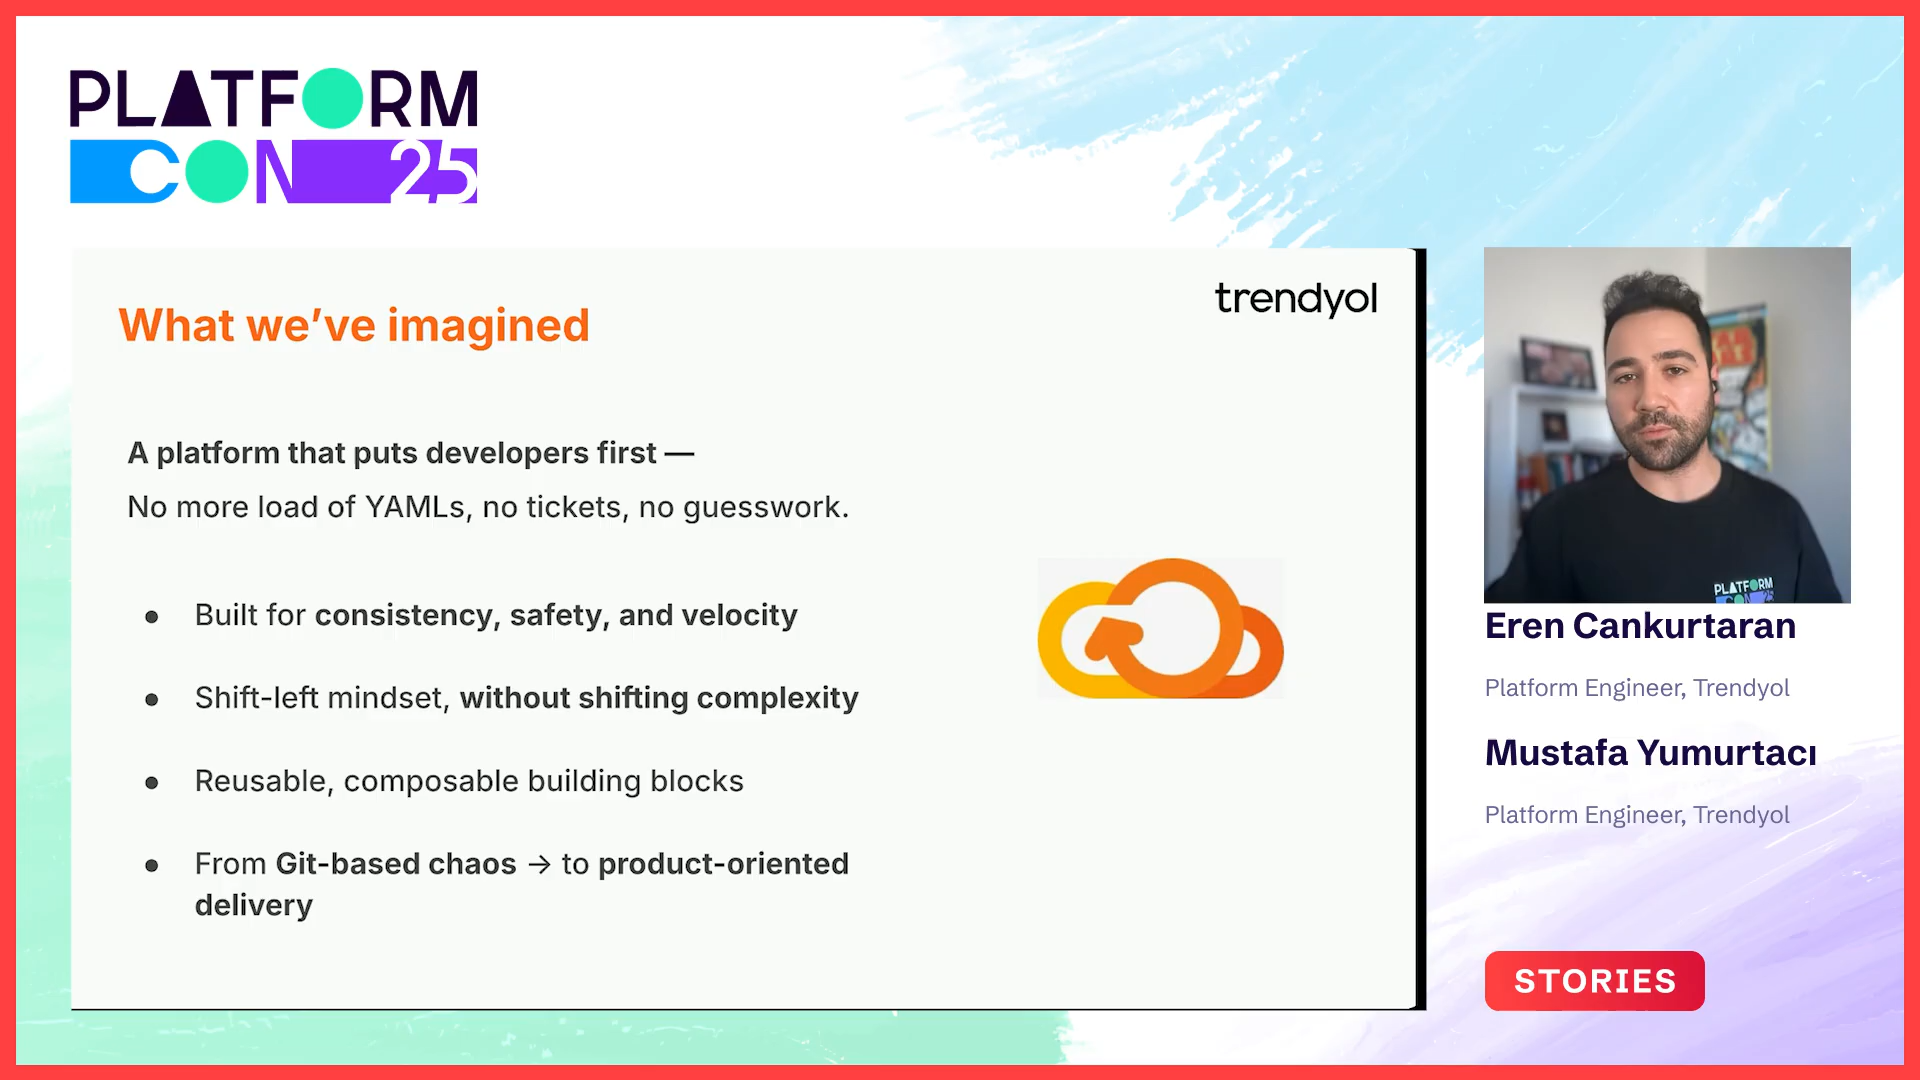 PLATFORM
CON 25
trendyol
What we've imagined
A platform that puts developers first —
No more load of YAMLs, no tickets, no guesswork.
● Built for consistency, safety, and velocity
● Shift-left mindset, without shifting complexity
● Reusable, composable building blocks
● From Git-based chaos → to product-oriented
delivery
PLATFORM
CON 25
Eren Cankurtaran
Platform Engineer, Trendyol
Mustafa Yumurtacı
Platform Engineer, Trendyol
STORIES